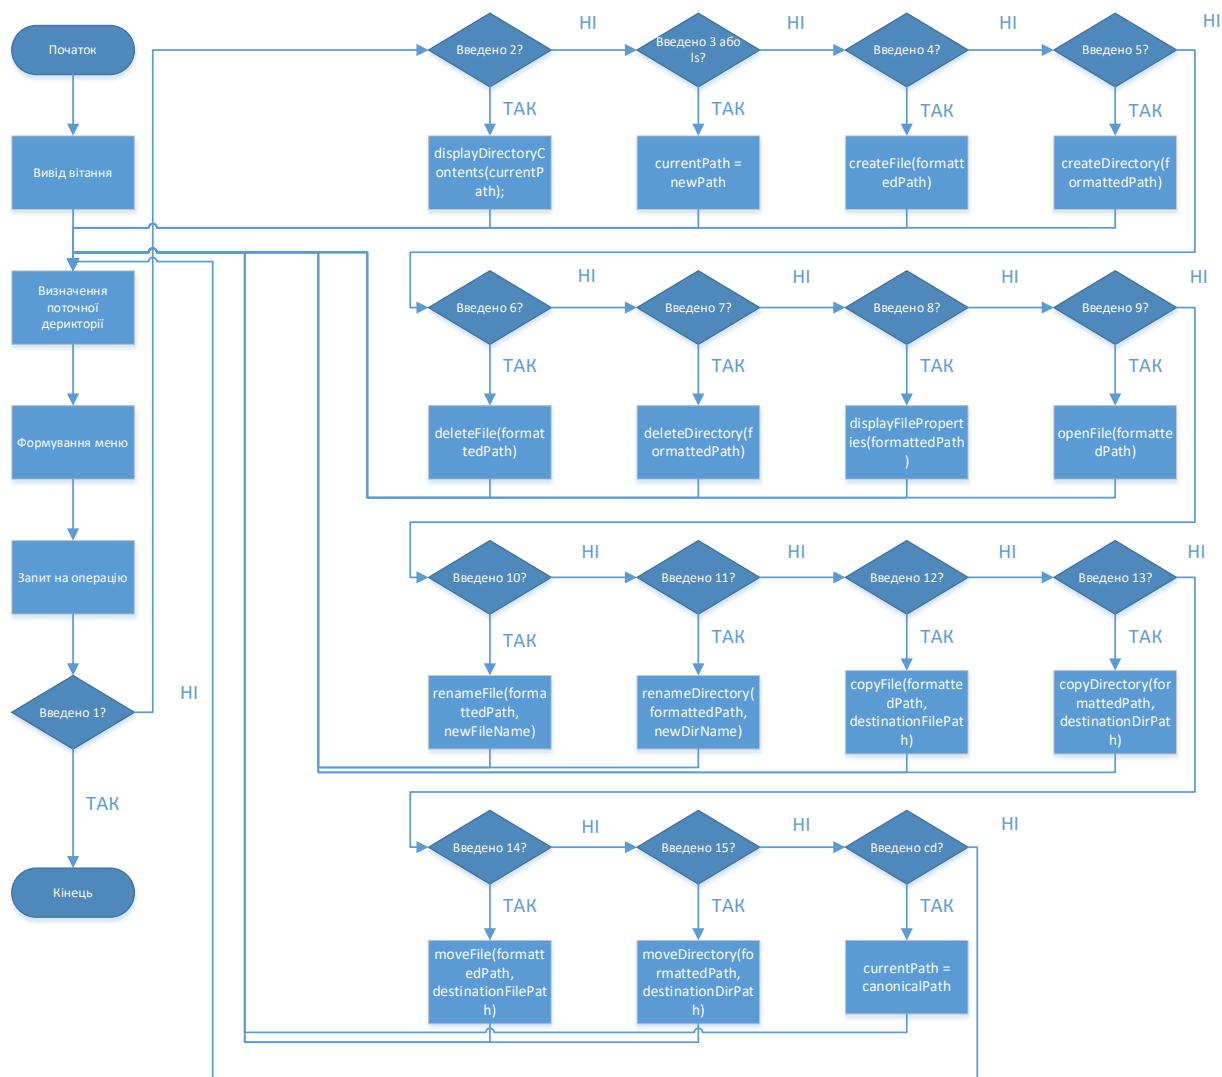 Початок
Вивід вітання
Визначення
поточної
дерикторії
Формування меню
Запит на операцію
Введено 1?
НІ
ТАК
Кінець
Введено 2?
НІ
ТАК
displayDirectoryC
ontents(currentP
ath);
Введено 3 або
ls?
НІ
ТАК
currentPath =
newPath
Введено 4?
НІ
ТАК
createFile(formatt
edPath)
Введено 5?
НІ
ТАК
createDirectory(f
ormattedPath)
Введено 6?
НІ
ТАК
deleteFile(format
tedPath)
Введено 7?
НІ
ТАК
deleteDirectory(f
ormattedPath)
Введено 8?
НІ
ТАК
displayFilePropert
ies(formattedPath
)
Введено 9?
НІ
ТАК
openFile(formatte
dPath)
Введено 10?
НІ
ТАК
renameFile(forma
ttedPath,
newFileName)
Введено 11?
НІ
ТАК
renameDirectory(
formattedPath,
newDirName)
Введено 12?
НІ
ТАК
copyFile(formatte
dPath,
destinationFilePat
h)
Введено 13?
НІ
ТАК
copyDirectory(for
mattedPath,
destinationDirPat
h)
Введено 14?
НІ
ТАК
moveFile(formatt
edPath,
destinationFilePat
h)
Введено 15?
НІ
ТАК
moveDirectory(fo
rmattedPath,
destinationDirPat
h)
Введено cd?
НІ
ТАК
currentPath =
canonicalPath